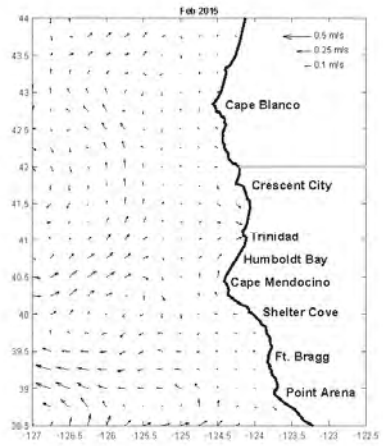 Feb 2015
44
0.5 m/s
0.25 m/s
0.1 m/s
43.5
43
Cape Blanco
42.5
42
Crescent City
41.5
Trinidad
41
Humboldt Bay
40.5
Cape Mendocino
Shelter Cove
40
39.5
Ft. Bragg
39
Point Arena
38.5
-127 -126.5 -126 -125.5 -125 -124.5 -124 -123.5 -123 -122.5